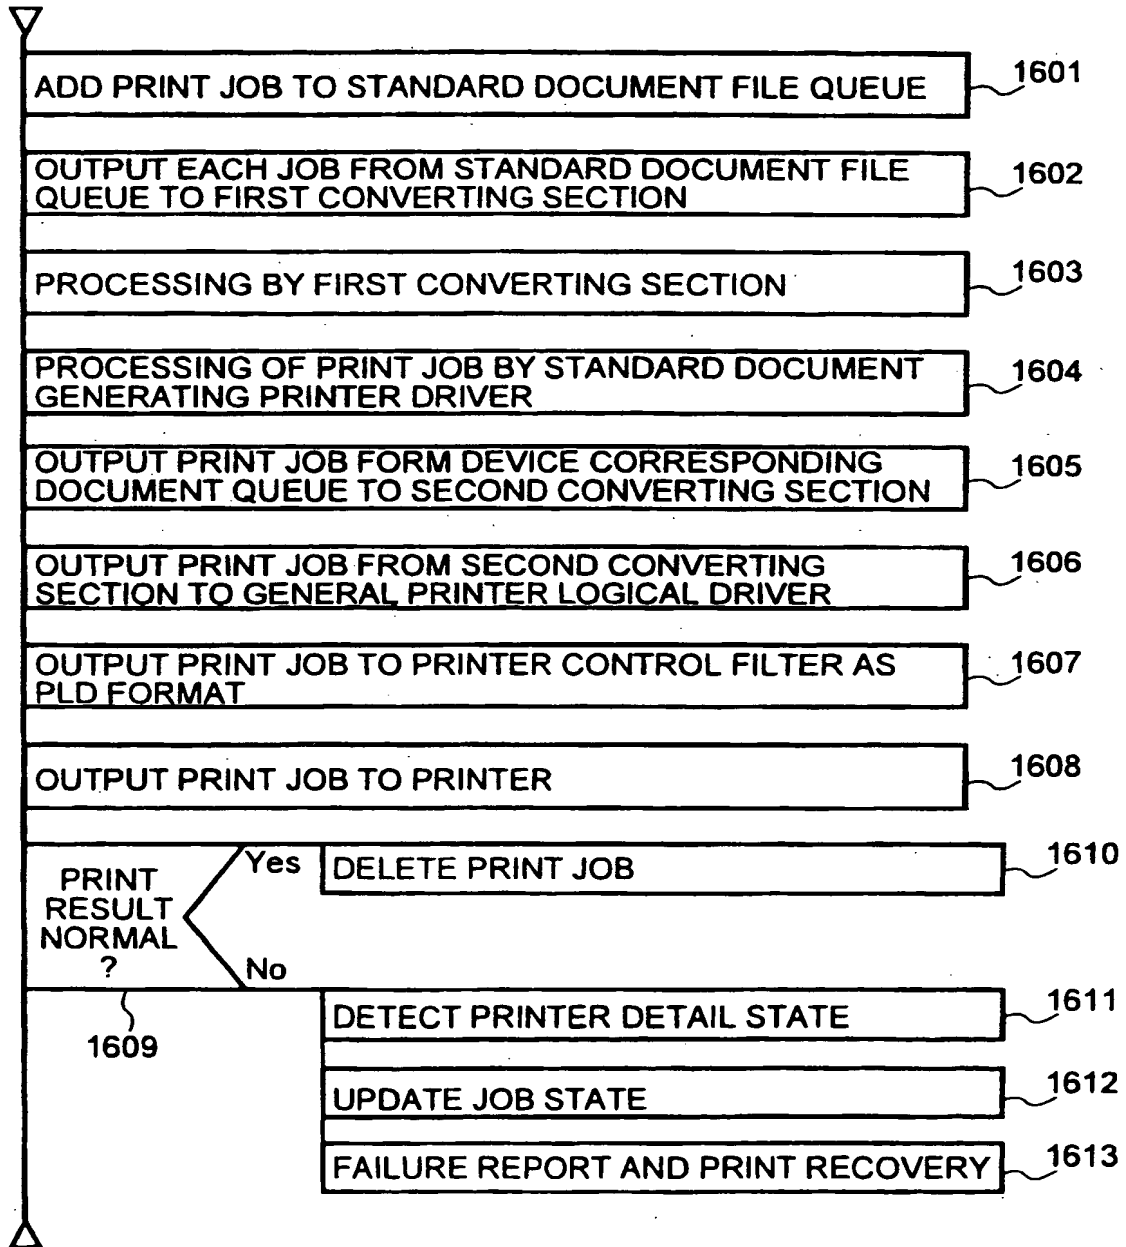 ADD PRINT JOB TO STANDARD DOCUMENT FILE QUEUE
1601
OUTPUT EACH JOB FROM STANDARD DOCUMENT FILE
QUEUE TO FIRST CONVERTING SECTION
1602
PROCESSING BY FIRST CONVERTING SECTION
1603
PROCESSING OF PRINT JOB BY STANDARD DOCUMENT
GENERATING PRINTER DRIVER
1604
OUTPUT PRINT JOB FORM DEVICE CORRESPONDING
DOCUMENT QUEUE TO SECOND CONVERTING SECTION
1605
OUTPUT PRINT JOB FROM SECOND CONVERTING
SECTION TO GENERAL PRINTER LOGICAL DRIVER
1606
OUTPUT PRINT JOB TO PRINTER CONTROL FILTER AS
PLD FORMAT
1607
OUTPUT PRINT JOB TO PRINTER
1608
PRINT
RESULT
NORMAL
?
1609
Yes
DELETE PRINT JOB
1610
No
DETECT PRINTER DETAIL STATE
1611
UPDATE JOB STATE
1612
FAILURE REPORT AND PRINT RECOVERY
1613